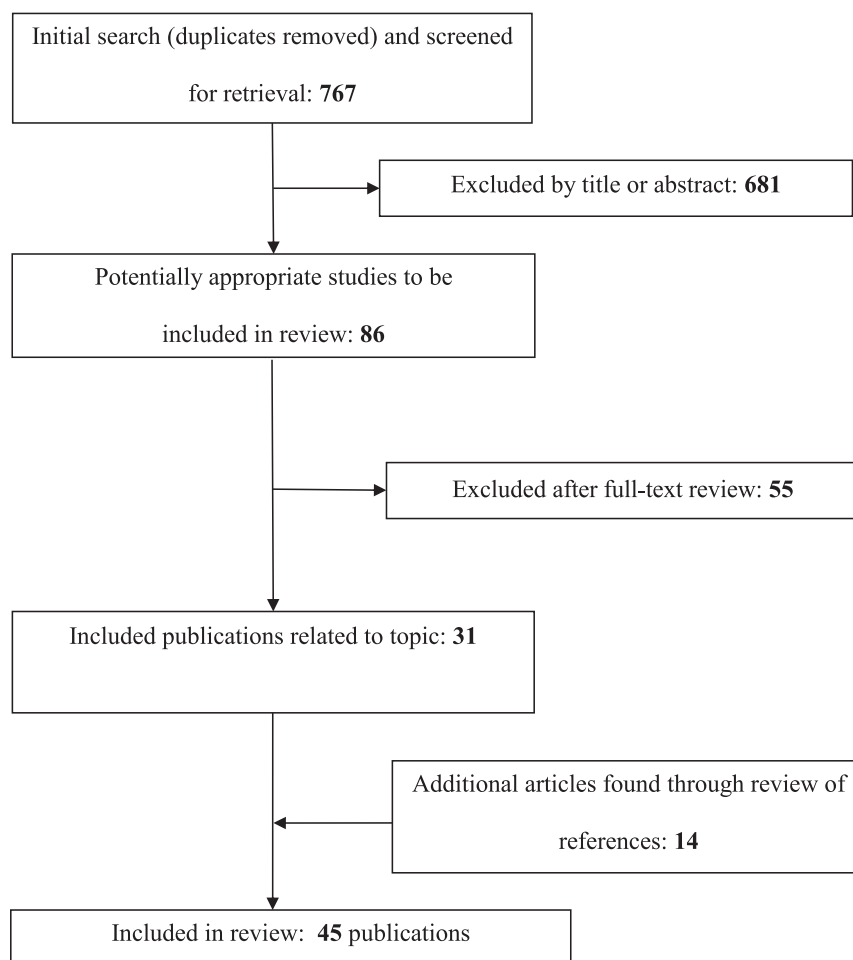 Initial search (duplicates removed) and screened
for retrieval: 767
Excluded by title or abstract: 681
Potentially appropriate studies to be
included in review: 86
Excluded after full-text review: 55
Included publications related to topic: 31
Additional articles found through review of
references: 14
Included in review: 45 publications